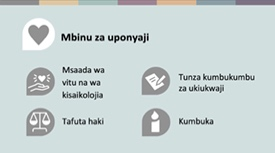 Mbinu za uponyaji
Msaada wa
vitu na wa
kisaikolojia
Tunza kumbukumbu
za ukiukwaji
Tafuta haki
Kumbuka